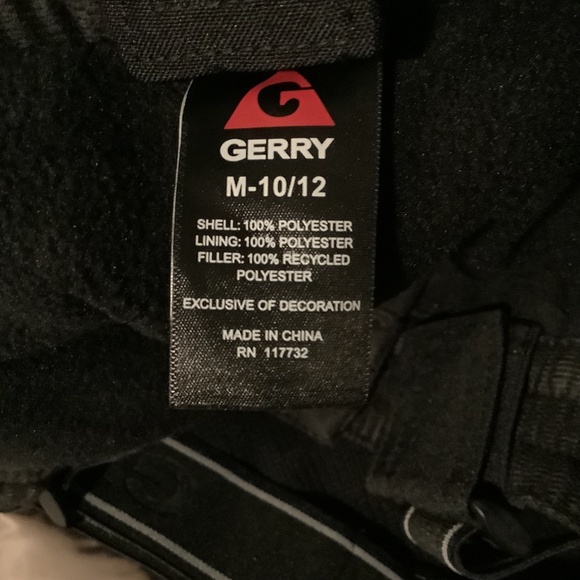 G
GERRY
M-10/12
SHELL: 100% POLYESTER
LINING: 100% POLYESTER
FILLER: 100% RECYCLED
POLYESTER
EXCLUSIVE OF DECORATION
MADE IN CHINA
RN 117732